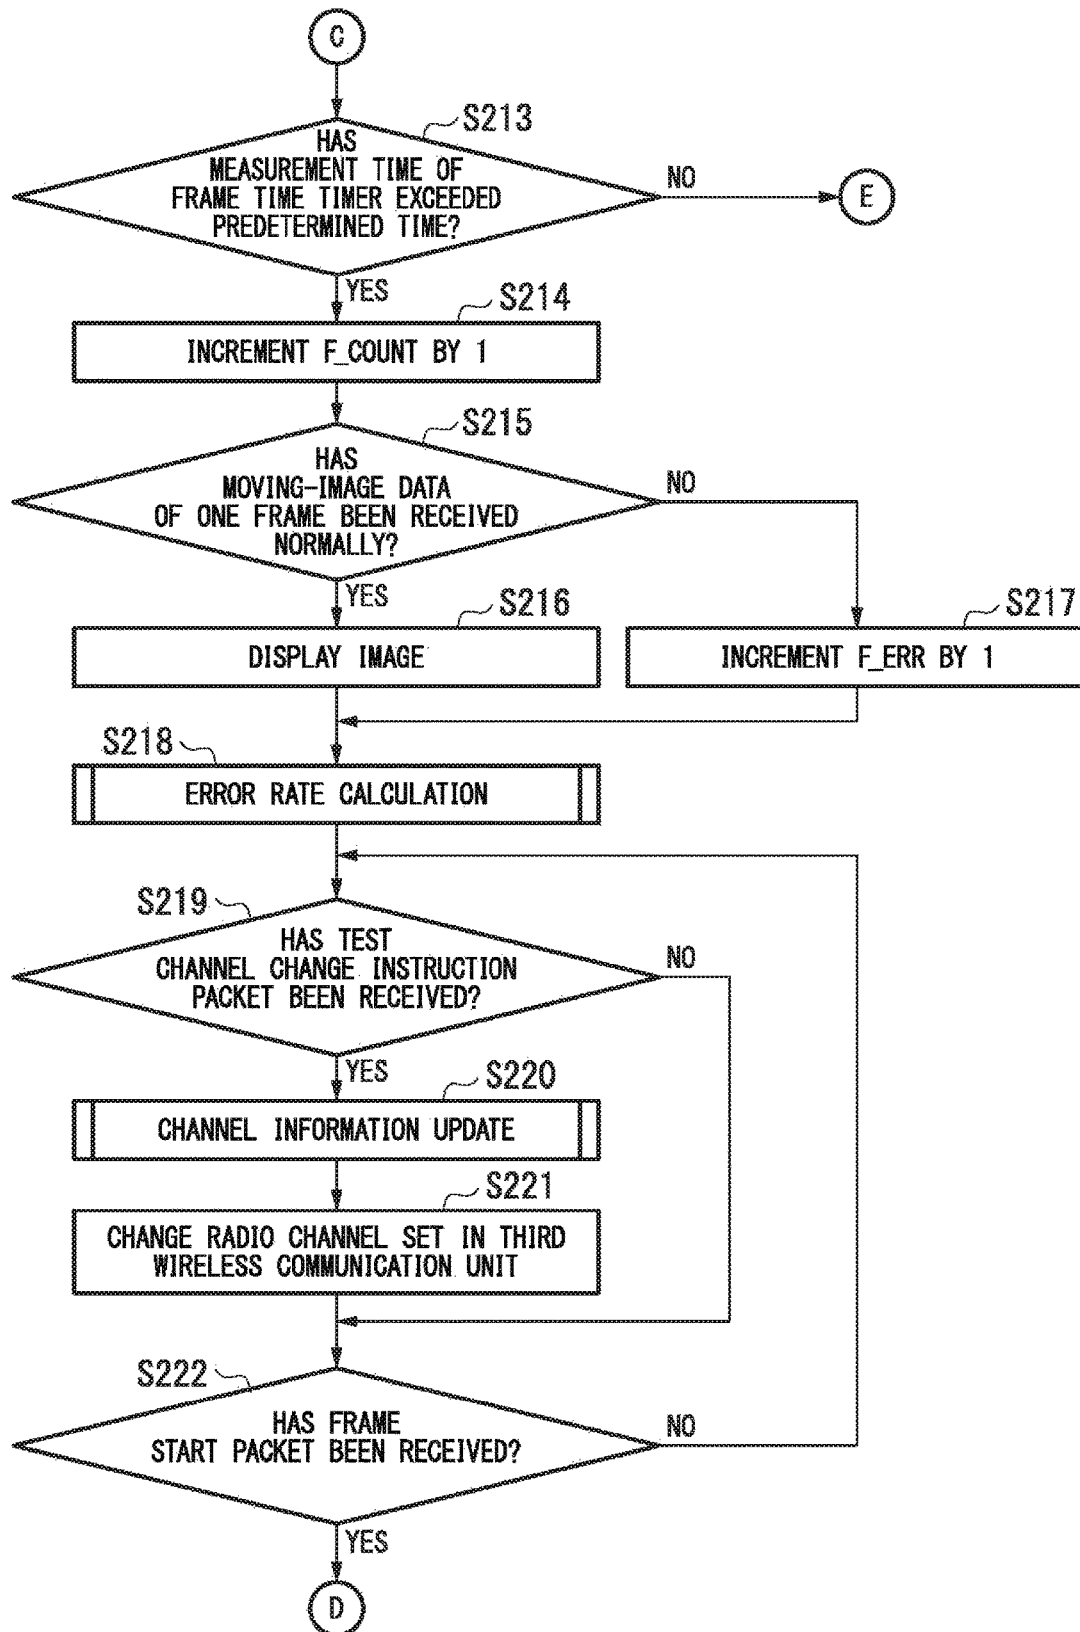 C
S213
HAS
MEASUREMENT TIME OF
FRAME TIME TIMER EXCEEDED
PREDETERMINED TIME?
NO
E
YES
S214
INCREMENT F_COUNT BY 1
S215
HAS
MOVING-IMAGE DATA
OF ONE FRAME BEEN RECEIVED
NORMALLY?
NO
YES
S216
DISPLAY IMAGE
S217
INCREMENT F_ERR BY 1
S218
ERROR RATE CALCULATION
S219
HAS TEST
CHANNEL CHANGE INSTRUCTION
PACKET BEEN RECEIVED?
NO
YES
S220
CHANNEL INFORMATION UPDATE
S221
CHANGE RADIO CHANNEL SET IN THIRD
WIRELESS COMMUNICATION UNIT
S222
HAS FRAME
START PACKET BEEN RECEIVED?
NO
YES
D